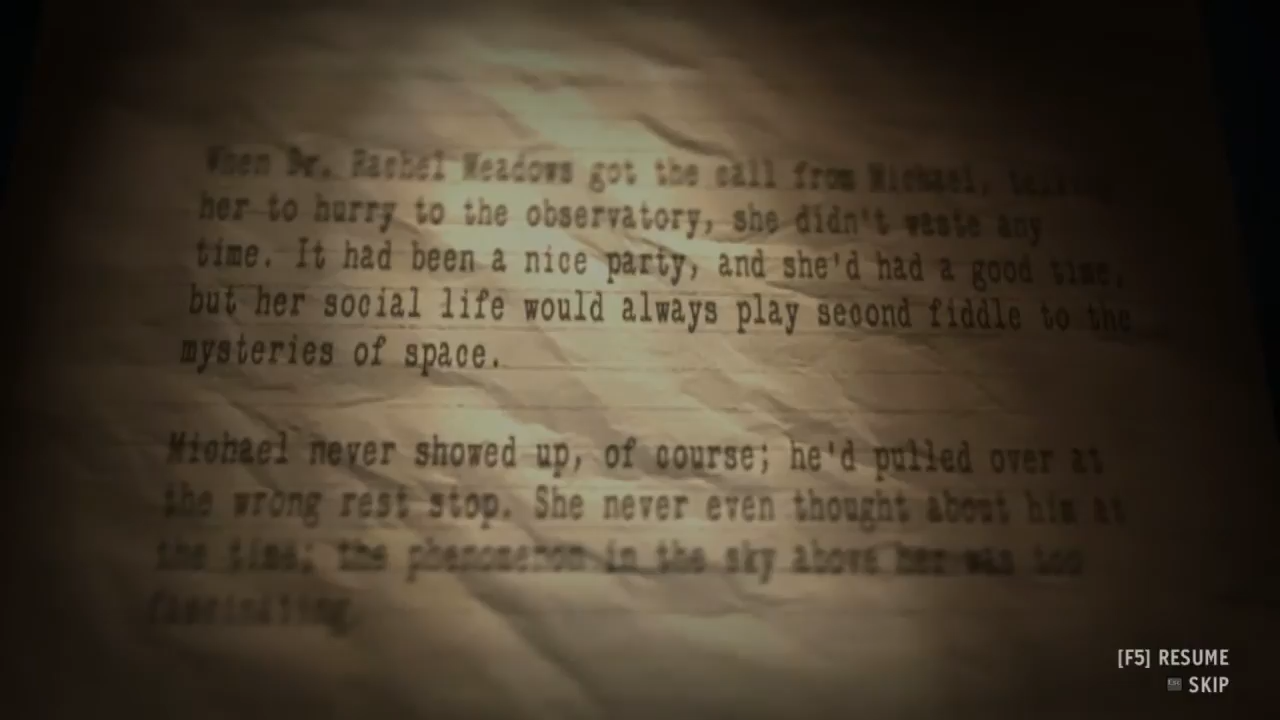 When Dr. Rachel Meadows got the call from Michael, telling
her to hurry to the observatory, she didn't waste any
time. It had been a nice party, and she'd had a good time,
but her social life would always play second fiddle to the
mysteries of space.
Michael never showed up, of course; he'd pulled over at
the wrong rest stop. She never even thought about him at
the time; the phenomenon in the sky above her was too
fascinating.
[F5] RESUME
SKIP